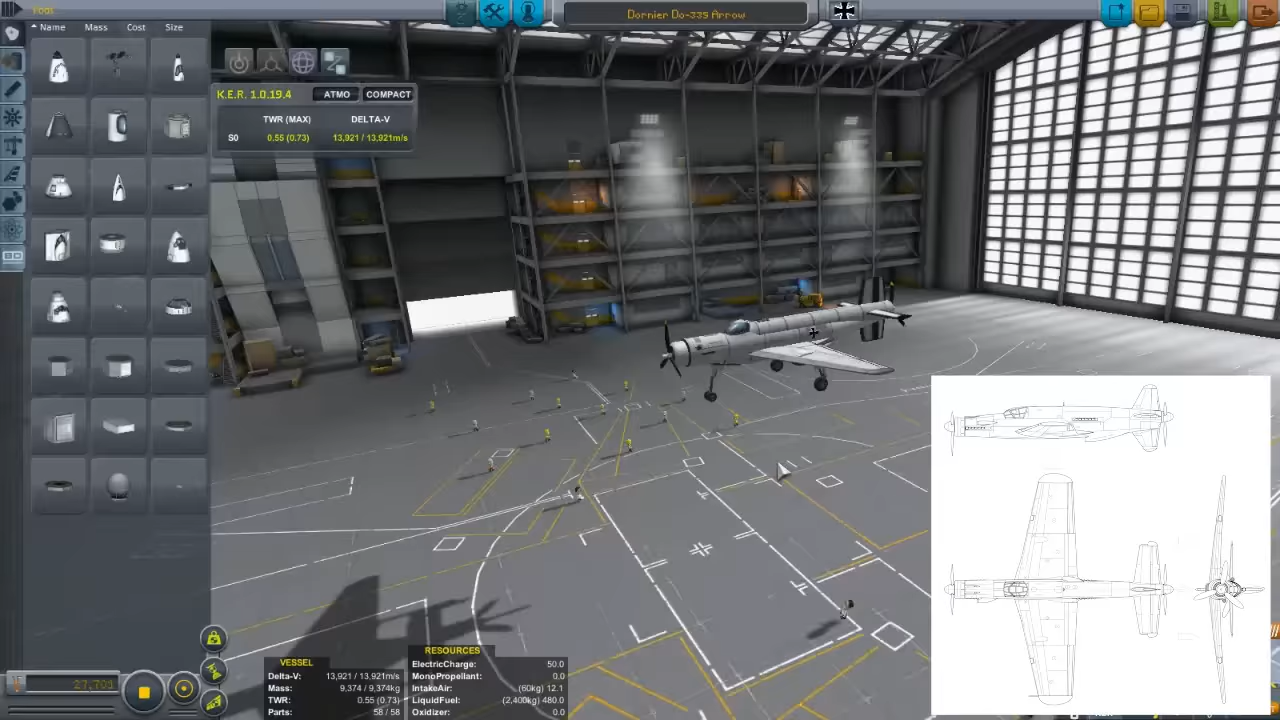 PODS
Dornier Do-335 Arrow
Name Mass Cost Size
K.E.R. 1.0.19.4 ATMO COMPACT
TWR (MAX) DELTA-V
S0 0.55 (0.73) 13,921 / 13,921m/s
27,701
VESSEL
Delta-V: 13,921 / 13,921m/s
Mass: 9,374 / 9,374kg
TWR: 0.55 (0.73)
Parts: 58 / 58
RESOURCES
ElectricCharge: 50.0
MonoPropellant: 0.0
IntakeAir: (60kg) 12.1
LiquidFuel: (2,400kg) 480.0
Oxidizer: 0.0